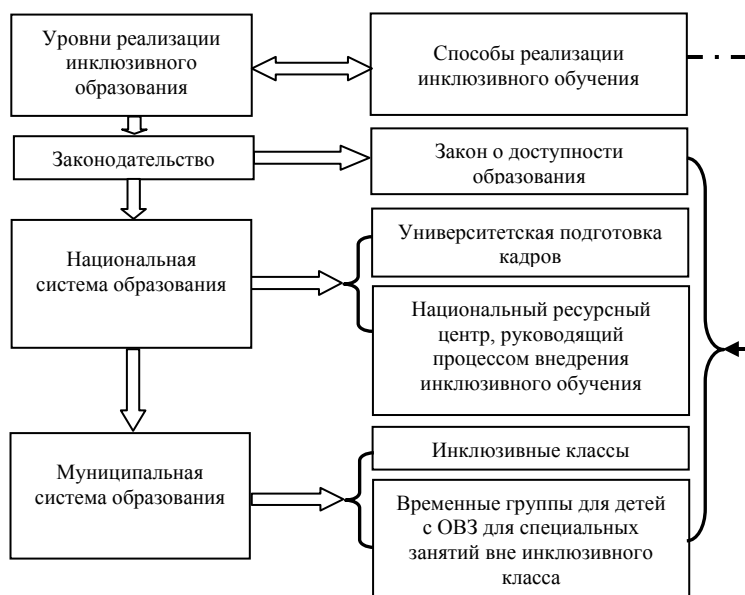 Уровни реализации
инклюзивного
образования
Способы реализации
инклюзивного обучения
Законодательство
Закон о доступности
образования
Национальная
система образования
Университетская подготовка
кадров
Национальный ресурсный
центр, руководящий
процессом внедрения
инклюзивного обучения
Муниципальная
система образования
Инклюзивные классы
Временные группы для детей
с ОВЗ для специальных
занятий вне инклюзивного
класса